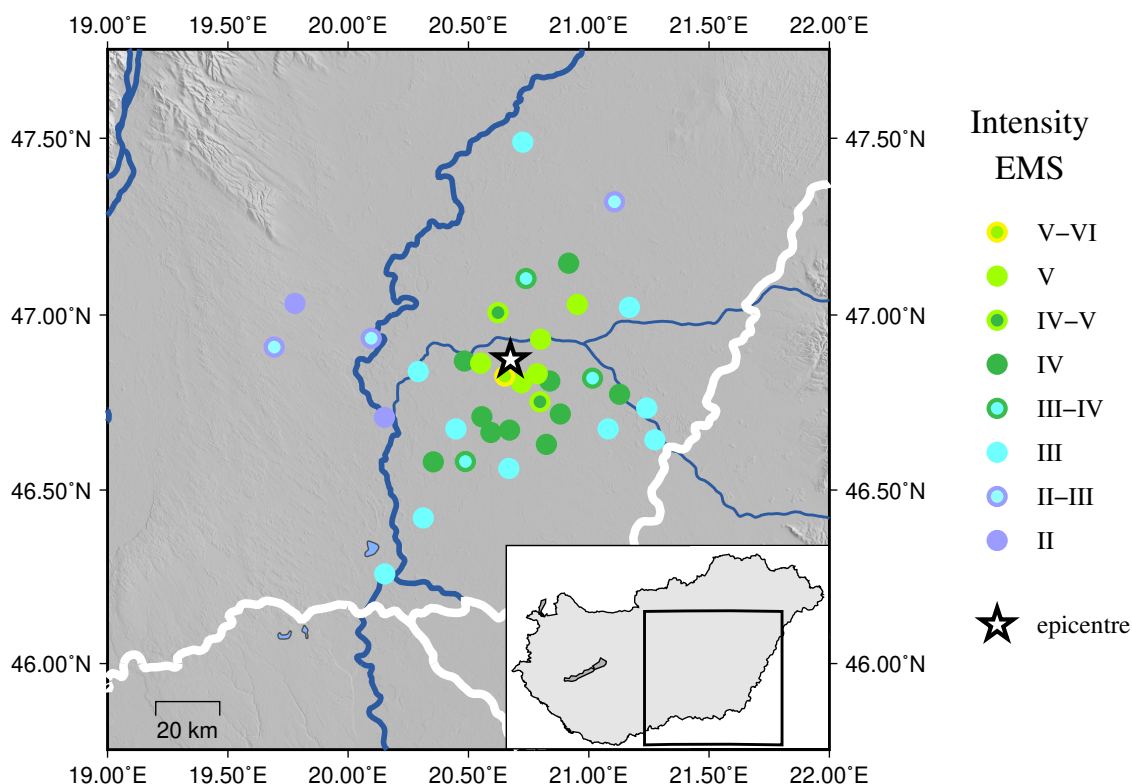 19.00˚E 19.50˚E 20.00˚E 20.50˚E 21.00˚E 21.50˚E 22.00˚E
47.50˚N 47.50˚N
47.00˚N 47.00˚N
46.50˚N 46.50˚N
46.00˚N 46.00˚N
20 km
19.00˚E 19.50˚E 20.00˚E 20.50˚E 21.00˚E 21.50˚E 22.00˚E
Intensity
EMS
V−VI
V
IV−V
IV
III−IV
III
II−III
II
epicentre